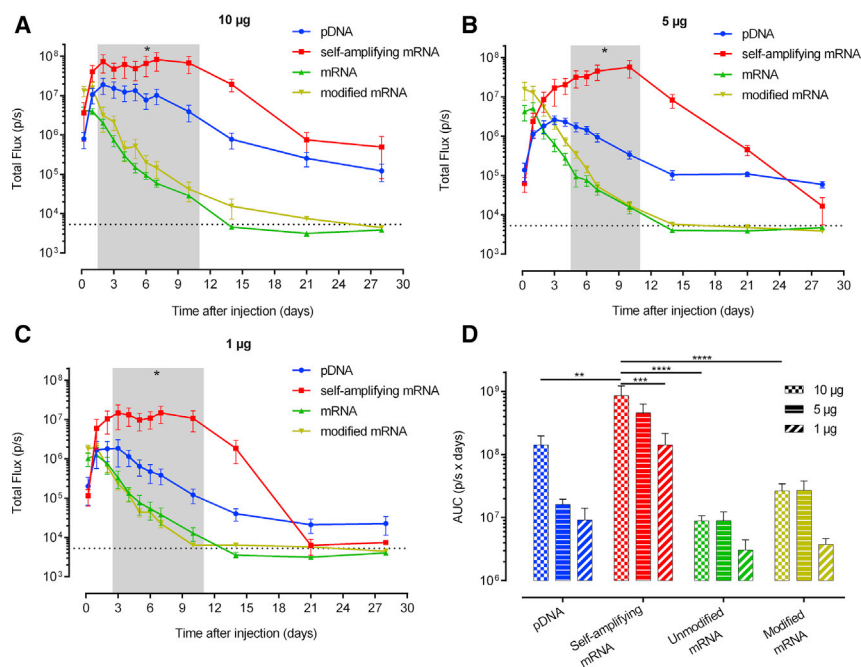 A
10 µg
Total Flux (p/s)
10⁸
10⁷
10⁶
10⁵
10⁴
10³
*
pDNA
self-amplifying mRNA
mRNA
modified mRNA
0 3 6 9 12 15 18 21 24 27 30
Time after injection (days)
B
5 µg
Total Flux (p/s)
10⁸
10⁷
10⁶
10⁵
10⁴
10³
*
pDNA
self-amplifying mRNA
mRNA
modified mRNA
0 3 6 9 12 15 18 21 24 27 30
Time after injection (days)
C
1 µg
Total Flux (p/s)
10⁸
10⁷
10⁶
10⁵
10⁴
10³
*
pDNA
self-amplifying mRNA
mRNA
modified mRNA
0 3 6 9 12 15 18 21 24 27 30
Time after injection (days)
D
AUC (p/s x days)
10⁹
10⁸
10⁷
10⁶
****
****
**
***
10 µg
5 µg
1 µg
pDNA
Self-amplifying
mRNA
Unmodified
mRNA
Modified
mRNA